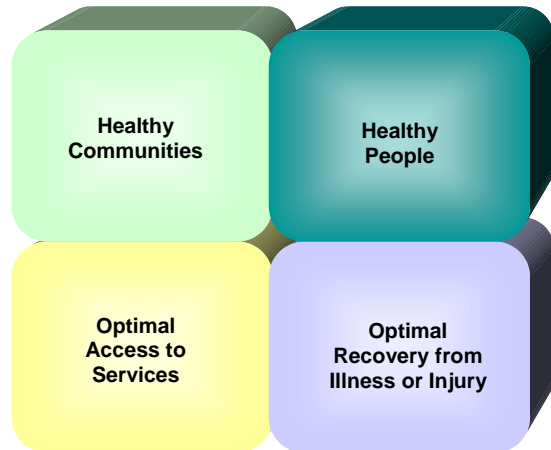 Healthy
Communities
Healthy
People
Optimal
Access to
Services
Optimal
Recovery from
Illness or Injury